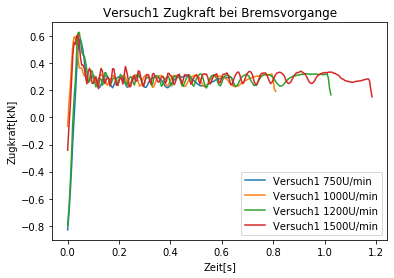 Versuch1 Zugkraft bei Bremsvorgange
Zugkraft[kN]
0.6
0.4
0.2
0.0
−0.2
−0.4
−0.6
−0.8
Versuch1 750U/min
Versuch1 1000U/min
Versuch1 1200U/min
Versuch1 1500U/min
0.0 0.2 0.4 0.6 0.8 1.0 1.2
Zeit[s]